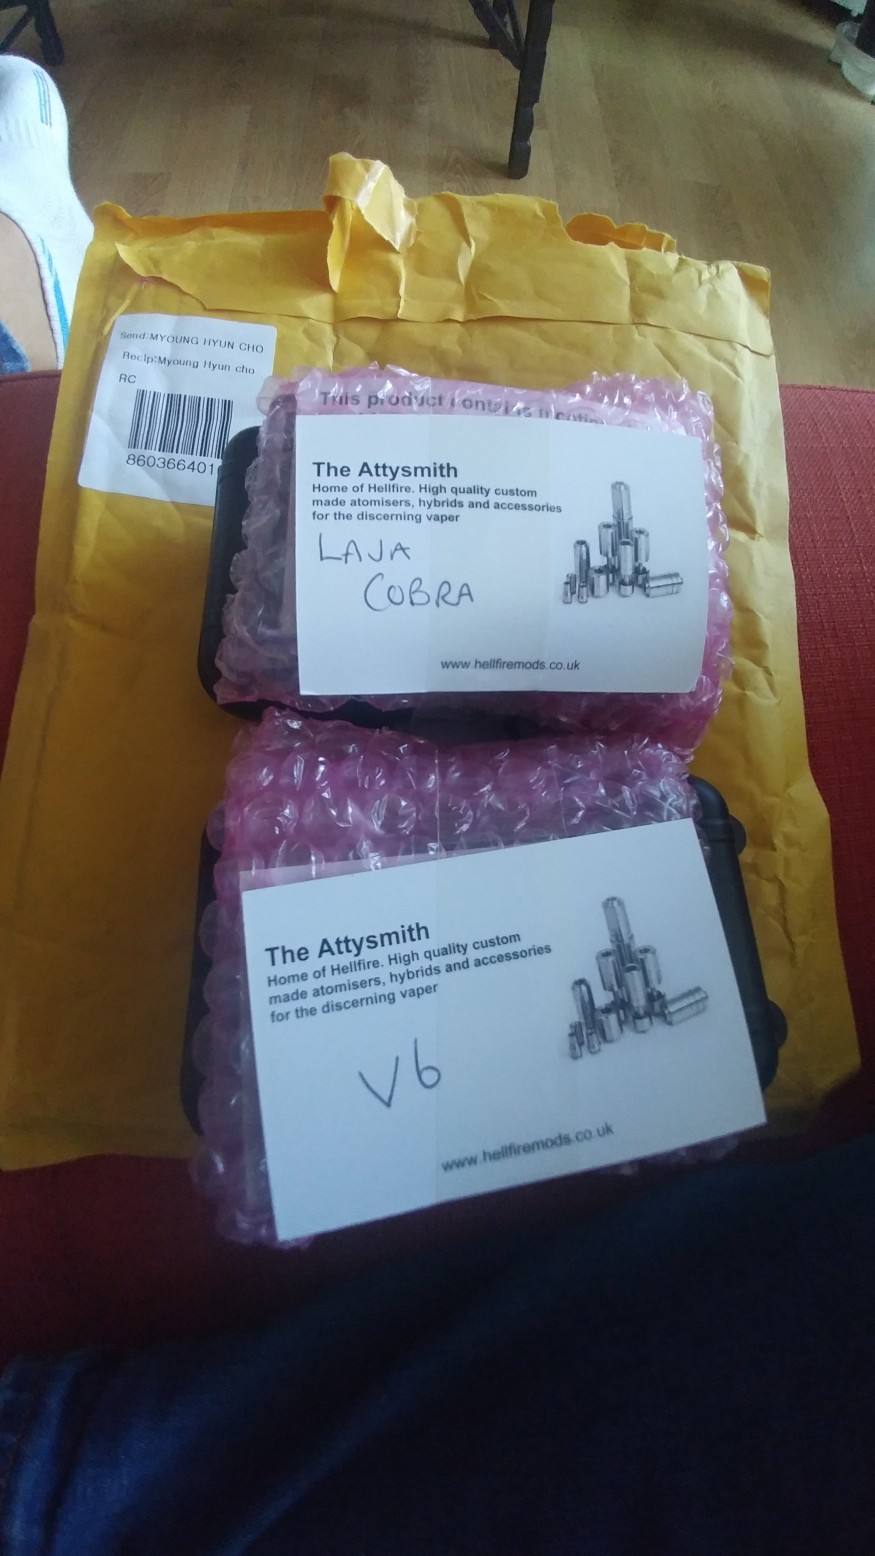 Send:MYOUNG HYUN CHO
Recip:Myoung Hyun cho
RC
860366401
This product contains
The Attysmith
Home of Hellfire. High quality custom
made atomisers, hybrids and accessories
for the discerning vaper
LAJA
COBRA
www.hellfiremods.co.uk
The Attysmith
Home of Hellfire. High quality custom
made atomisers, hybrids and accessories
for the discerning vaper
V6
www.hellfiremods.co.uk